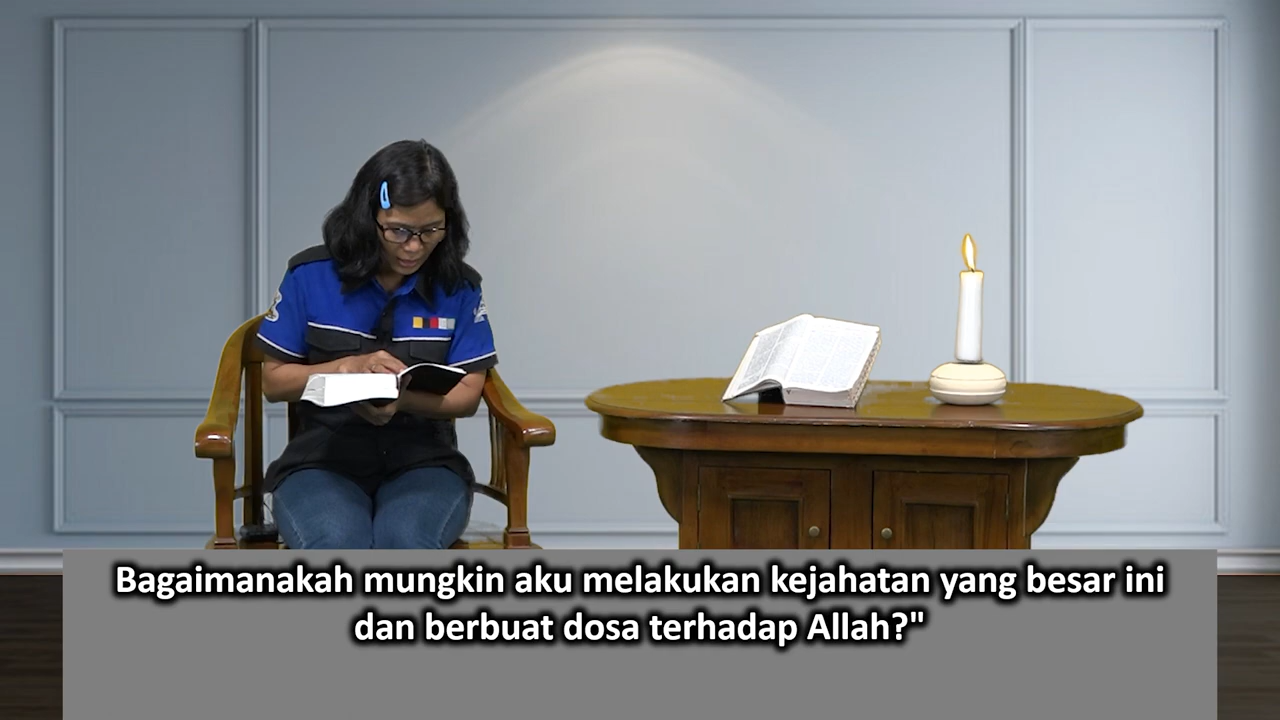 Bagaimanakah mungkin aku melakukan kejahatan yang besar ini
dan berbuat dosa terhadap Allah?"